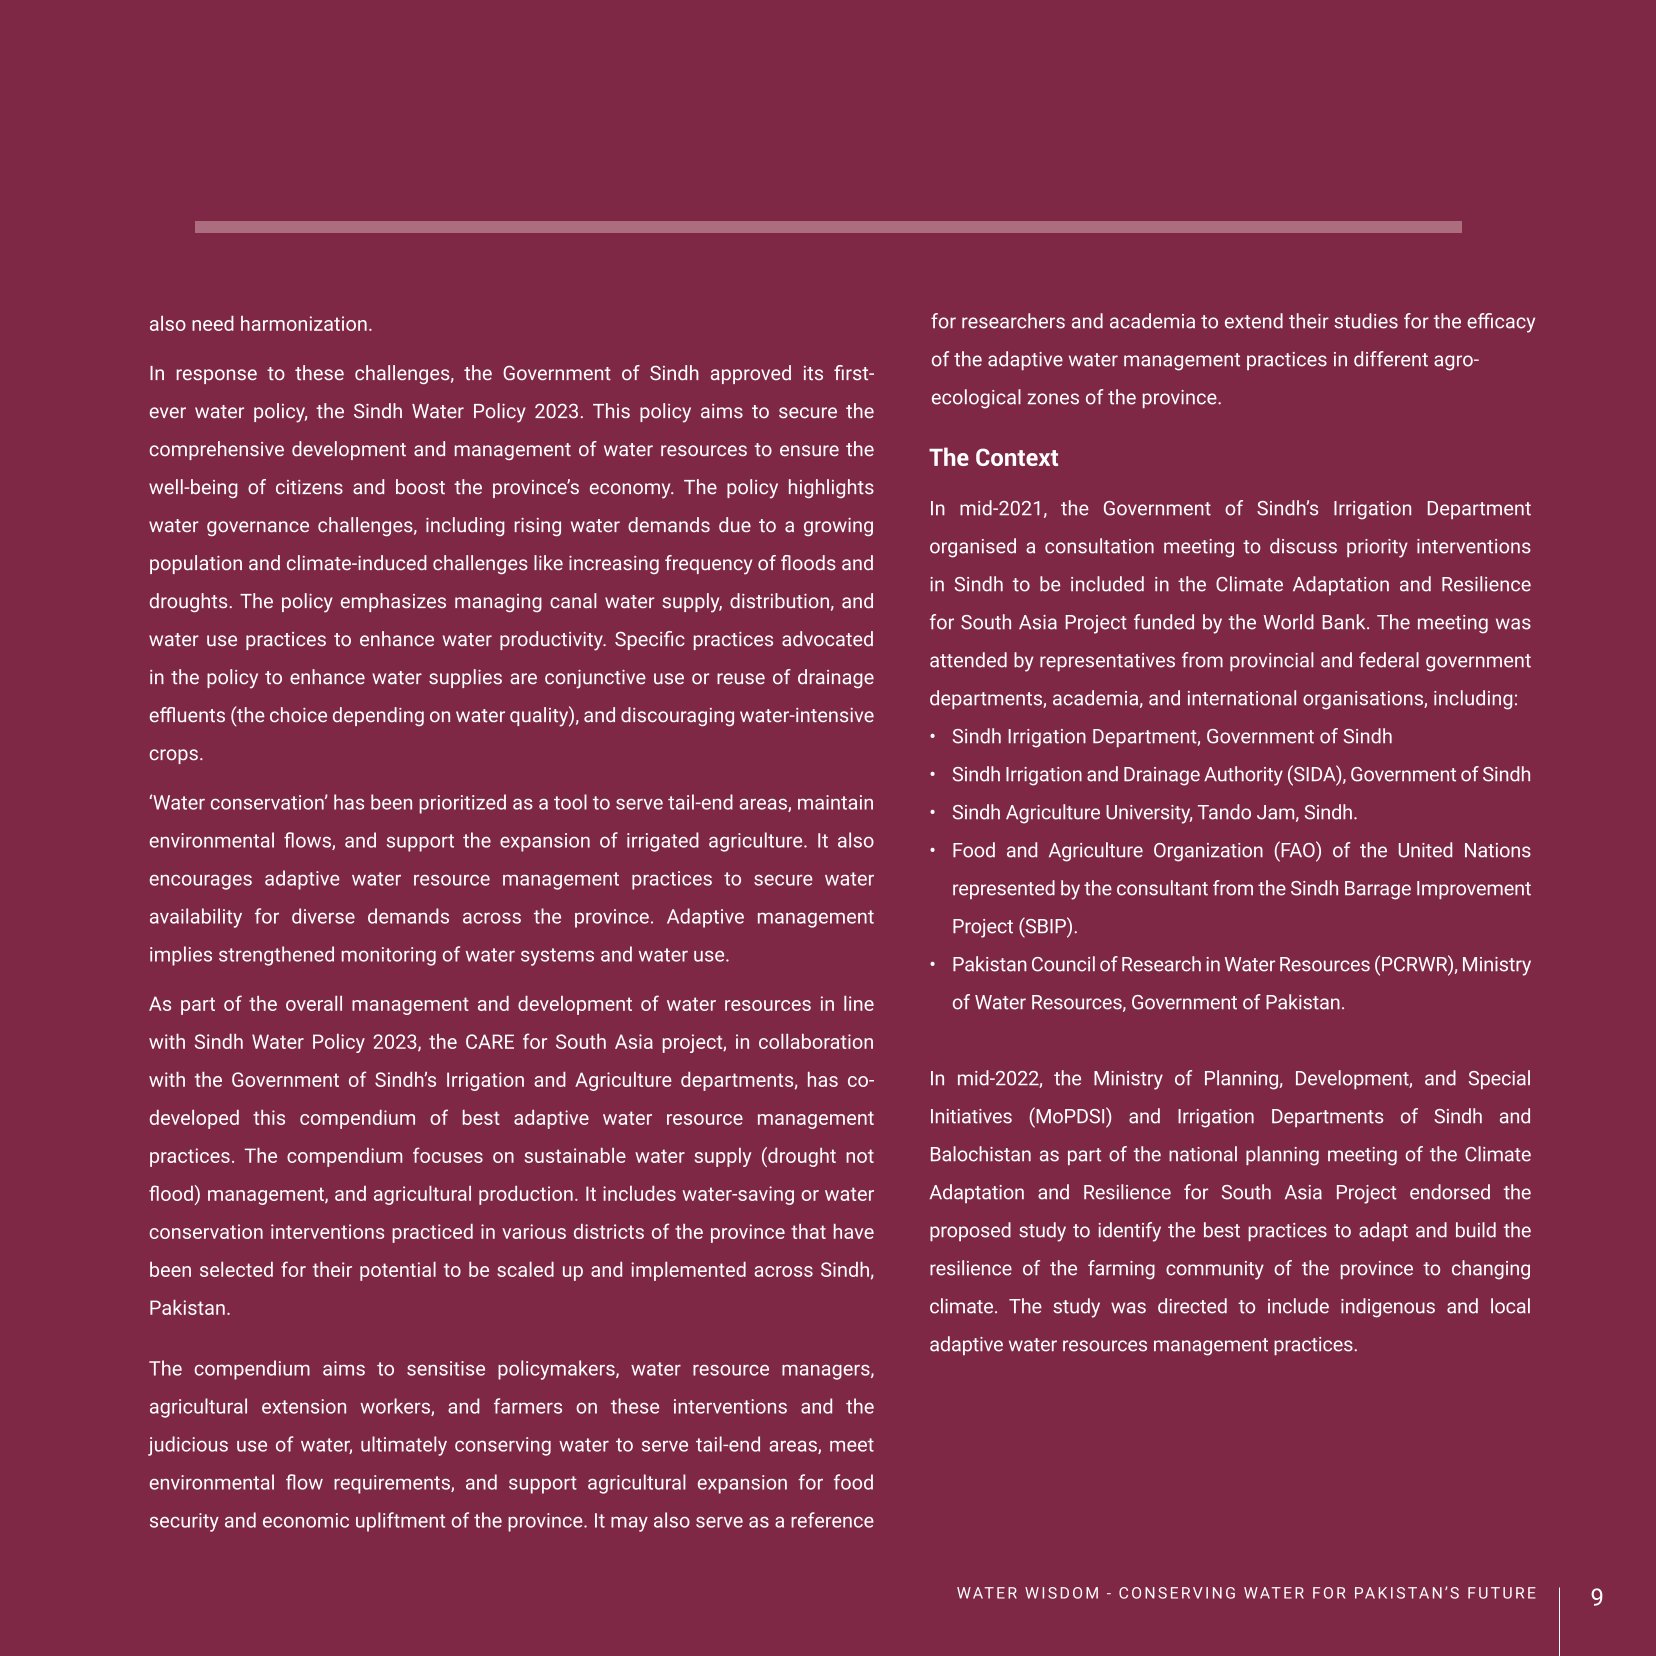 also need harmonization.
In response to these challenges, the Government of Sindh approved its first-
ever water policy, the Sindh Water Policy 2023. This policy aims to secure the
comprehensive development and management of water resources to ensure the
well-being of citizens and boost the province’s economy. The policy highlights
water governance challenges, including rising water demands due to a growing
population and climate-induced challenges like increasing frequency of floods and
droughts. The policy emphasizes managing canal water supply, distribution, and
water use practices to enhance water productivity. Specific practices advocated
in the policy to enhance water supplies are conjunctive use or reuse of drainage
effluents (the choice depending on water quality), and discouraging water-intensive
crops.
‘Water conservation’ has been prioritized as a tool to serve tail-end areas, maintain
environmental flows, and support the expansion of irrigated agriculture. It also
encourages adaptive water resource management practices to secure water
availability for diverse demands across the province. Adaptive management
implies strengthened monitoring of water systems and water use.
As part of the overall management and development of water resources in line
with Sindh Water Policy 2023, the CARE for South Asia project, in collaboration
with the Government of Sindh’s Irrigation and Agriculture departments, has co-
developed this compendium of best adaptive water resource management
practices. The compendium focuses on sustainable water supply (drought not
flood) management, and agricultural production. It includes water-saving or water
conservation interventions practiced in various districts of the province that have
been selected for their potential to be scaled up and implemented across Sindh,
Pakistan.
The compendium aims to sensitise policymakers, water resource managers,
agricultural extension workers, and farmers on these interventions and the
judicious use of water, ultimately conserving water to serve tail-end areas, meet
environmental flow requirements, and support agricultural expansion for food
security and economic upliftment of the province. It may also serve as a reference
for researchers and academia to extend their studies for the efficacy
of the adaptive water management practices in different agro-
ecological zones of the province.
The Context
In mid-2021, the Government of Sindh’s Irrigation Department
organised a consultation meeting to discuss priority interventions
in Sindh to be included in the Climate Adaptation and Resilience
for South Asia Project funded by the World Bank. The meeting was
attended by representatives from provincial and federal government
departments, academia, and international organisations, including:
• Sindh Irrigation Department, Government of Sindh
• Sindh Irrigation and Drainage Authority (SIDA), Government of Sindh
• Sindh Agriculture University, Tando Jam, Sindh.
• Food and Agriculture Organization (FAO) of the United Nations
represented by the consultant from the Sindh Barrage Improvement
Project (SBIP).
• Pakistan Council of Research in Water Resources (PCRWR), Ministry
of Water Resources, Government of Pakistan.
In mid-2022, the Ministry of Planning, Development, and Special
Initiatives (MoPDSI) and Irrigation Departments of Sindh and
Balochistan as part of the national planning meeting of the Climate
Adaptation and Resilience for South Asia Project endorsed the
proposed study to identify the best practices to adapt and build the
resilience of the farming community of the province to changing
climate. The study was directed to include indigenous and local
adaptive water resources management practices.
WATER WISDOM - CONSERVING WATER FOR PAKISTAN’S FUTURE
9